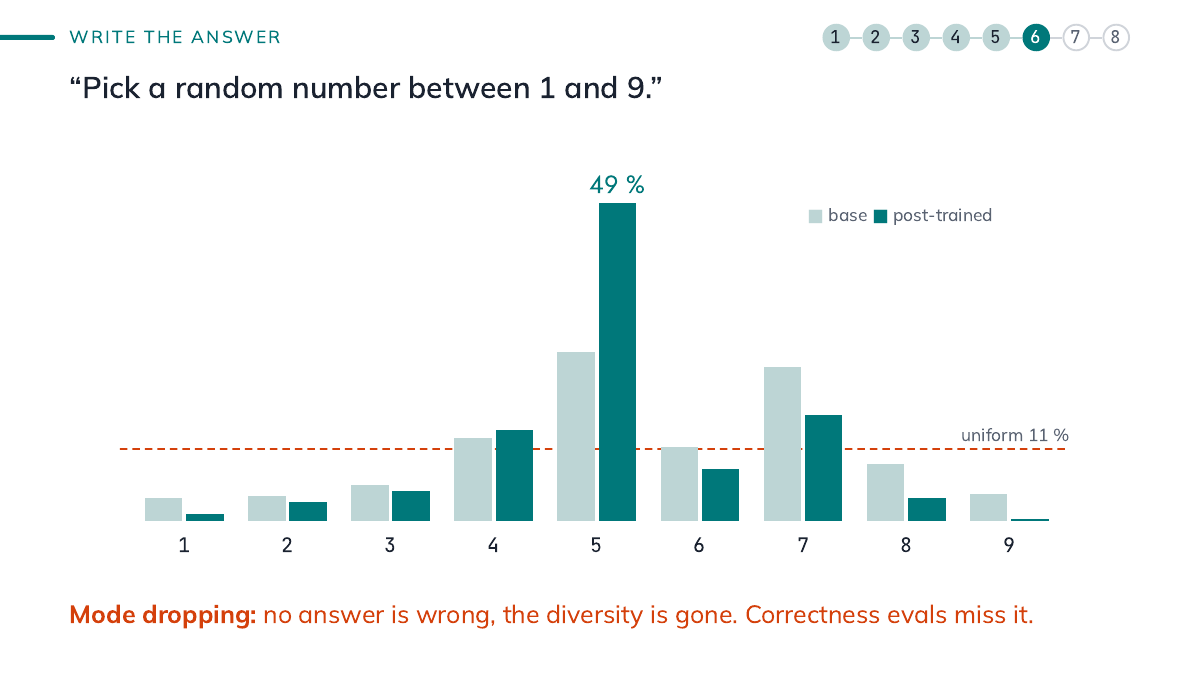 WRITE THE ANSWER
1 2 3 4 5 6 7 8
“Pick a random number between 1 and 9.”
49 %
base post-trained
uniform 11 %
1 2 3 4 5 6 7 8 9
Mode dropping: no answer is wrong, the diversity is gone. Correctness evals miss it.